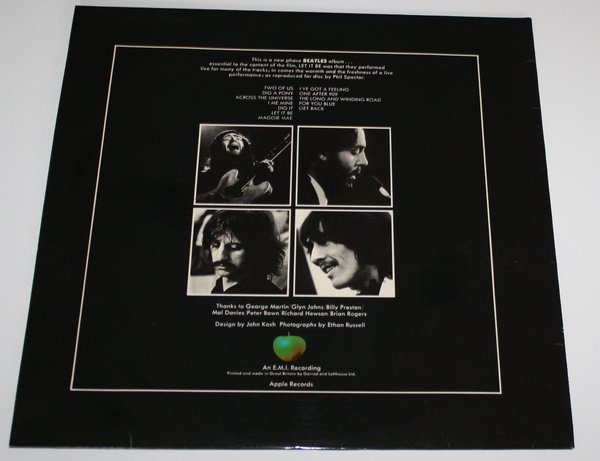 This is a new phase BEATLES album . . .
essential to the content of the film, LET IT BE was that they performed
live for many of the tracks; in comes the warmth and the freshness of a live
performance; as reproduced for disc by Phil Spector.
TWO OF US
DIG A PONY
ACROSS THE UNIVERSE
I ME MINE
DIG IT
LET IT BE
MAGGIE MAE
I'VE GOT A FEELING
ONE AFTER 909
THE LONG AND WINDING ROAD
FOR YOU BLUE
GET BACK
Thanks to George Martin Glyn Johns Billy Preston
Mal Davies Peter Bown Richard Hewson Brian Rogers
Design by John Kosh Photographs by Ethan Russell
An E.M.I. Recording
Printed and made in Great Britain by Garrod and Lofthouse Ltd.
Apple Records